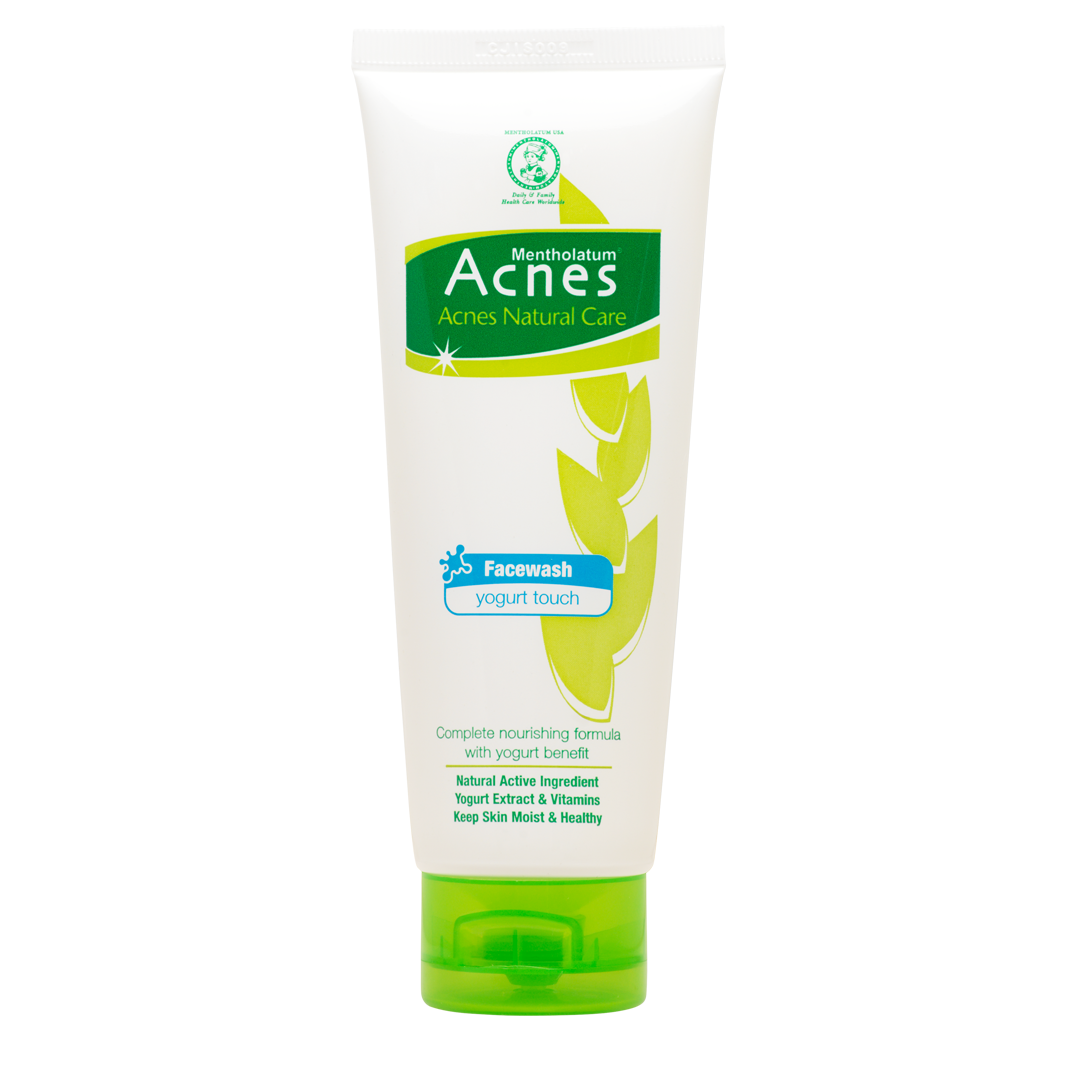 MENTHOLATUM USA
MENTHOLATUM
Daily & Family
Health Care Worldwide
Mentholatum®
Acnes
Acnes Natural Care
Facewash
yogurt touch
Complete nourishing formula
with yogurt benefit
Natural Active Ingredient
Yogurt Extract & Vitamins
Keep Skin Moist & Healthy